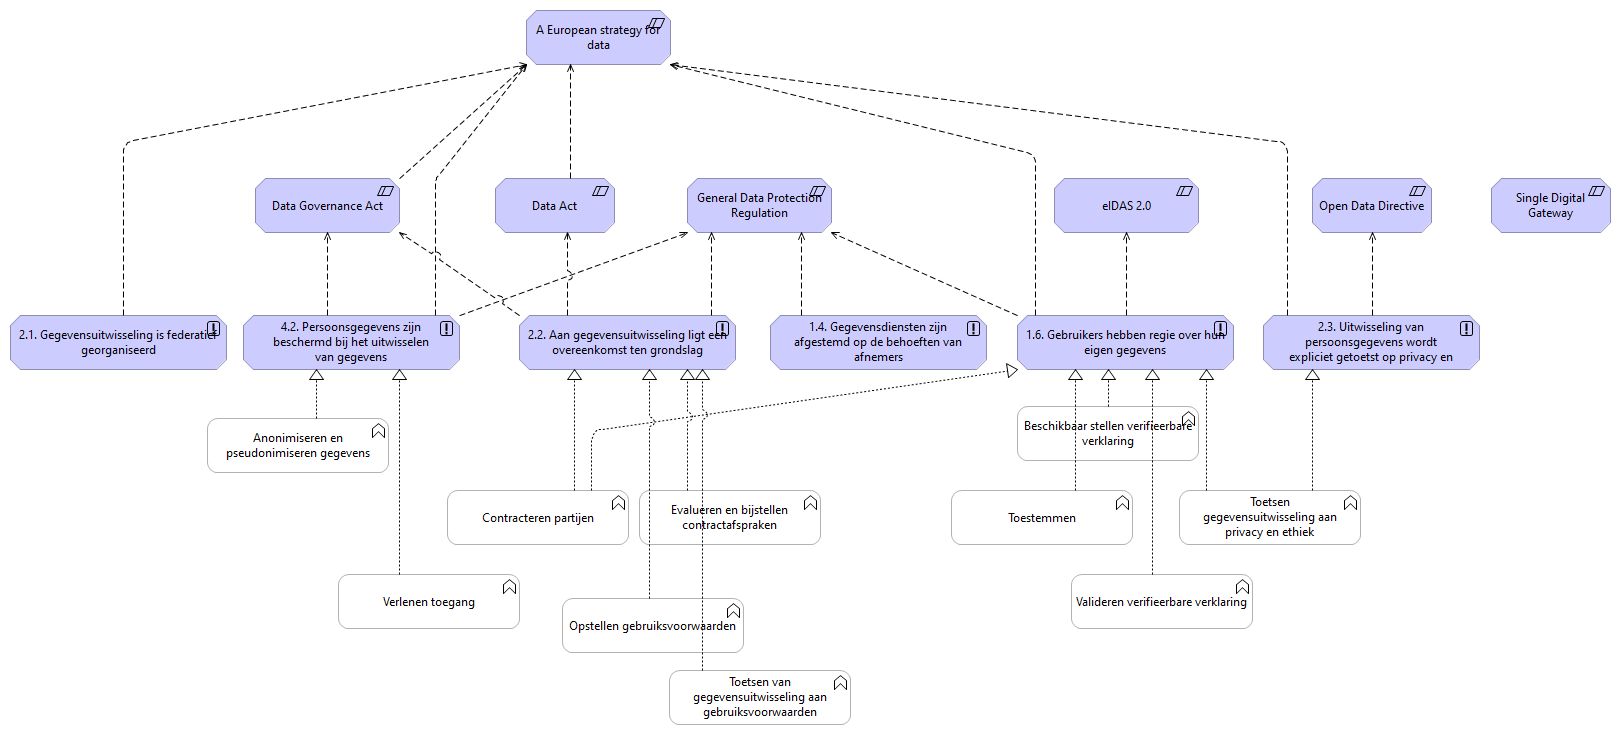 A European strategy for
data
Data Governance Act
Data Act
General Data Protection
Regulation
eIDAS 2.0
Open Data Directive
Single Digital
Gateway
2.1. Gegevensuitwisseling is federatief
georganiseerd
4.2. Persoonsgegevens zijn
beschermd bij het uitwisselen
van gegevens
2.2. Aan gegevensuitwisseling ligt een
overeenkomst ten grondslag
1.4. Gegevensdiensten zijn
afgestemd op de behoeften van
afnemers
1.6. Gebruikers hebben regie over hun
eigen gegevens
2.3. Uitwisseling van
persoonsgegevens wordt
expliciet getoetst op privacy en
Anonimiseren en
pseudonimiseren gegevens
Beschikbaar stellen verifieerbare
verklaring
Contracteren partijen
Evalueren en bijstellen
contractafspraken
Toestemmen
Toetsen
gegevensuitwisseling aan
privacy en ethiek
Verlenen toegang
Opstellen gebruiksvoorwaarden
Valideren verifieerbare verklaring
Toetsen van
gegevensuitwisseling aan
gebruiksvoorwaarden